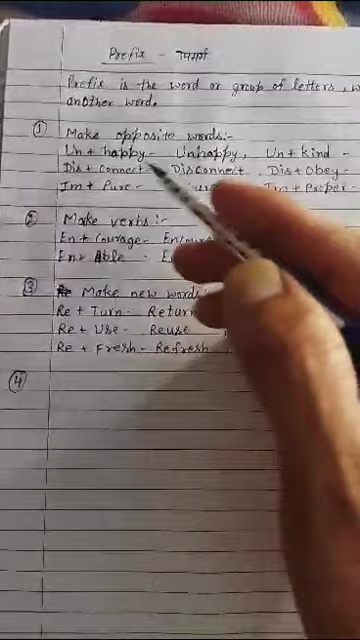 Prefix - उपसर्ग
Prefix is the word or group of letters,
another word.
① Make opposite words:-
Un + happy - Unhappy, Un + kind -
Dis + Connect - Disconnect, Dis + Obey -
Im + Pure - Im + Proper -
② Make verbs:-
En + Courage - Encour
En + Able -
③ Make new words:-
Re + Turn - Return
Re + Use - Reuse
Re + Fresh - Refresh,
④